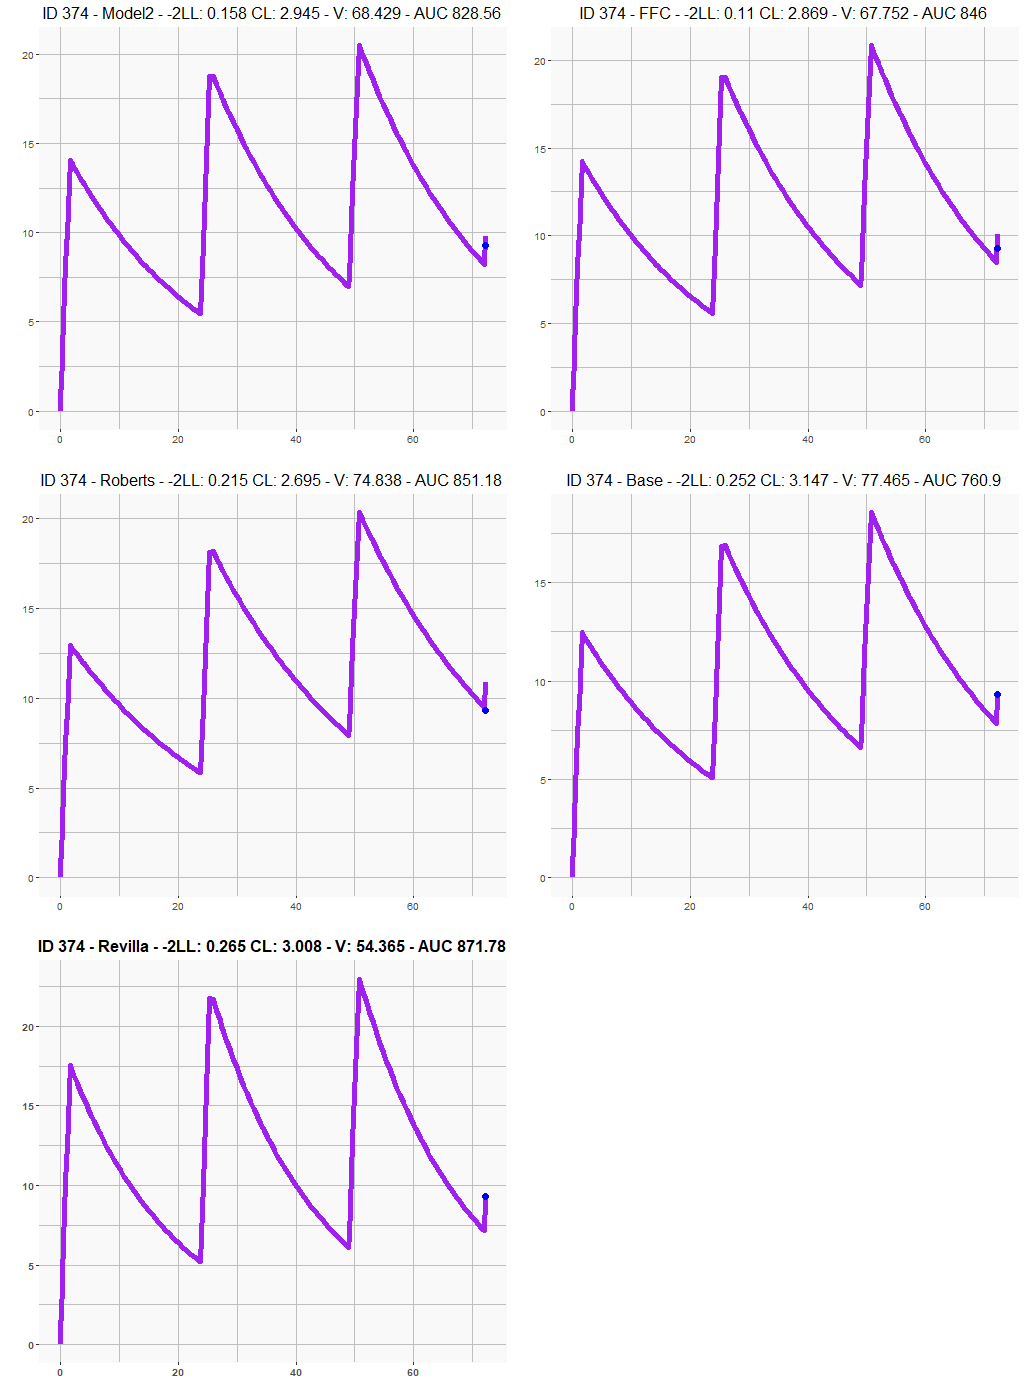 ID 374 - Model2 - -2LL: 0.158 CL: 2.945 - V: 68.429 - AUC 828.56
20
15
10
5
0
0 20 40 60
ID 374 - FFC - -2LL: 0.11 CL: 2.869 - V: 67.752 - AUC 846
20
15
10
5
0
0 20 40 60
ID 374 - Roberts - -2LL: 0.215 CL: 2.695 - V: 74.838 - AUC 851.18
20
15
10
5
0
0 20 40 60
ID 374 - Base - -2LL: 0.252 CL: 3.147 - V: 77.465 - AUC 760.9
15
10
5
0
0 20 40 60
ID 374 - Revilla - -2LL: 0.265 CL: 3.008 - V: 54.365 - AUC 871.78
20
15
10
5
0
0 20 40 60